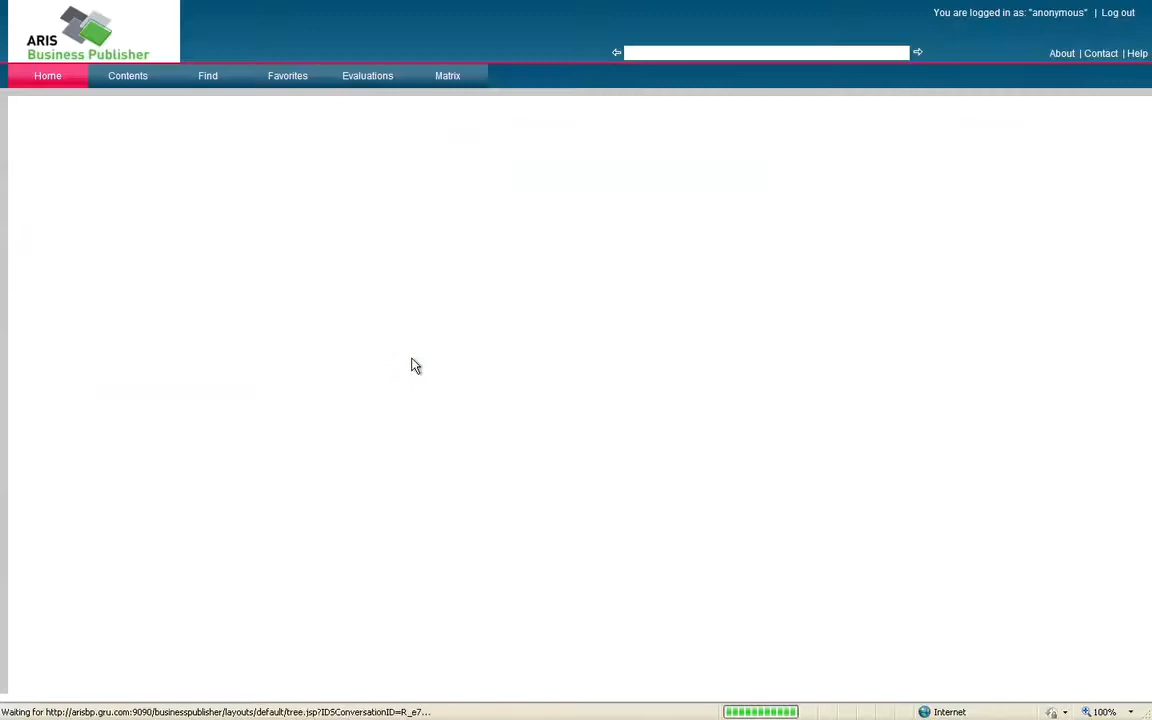 You are logged in as: "anonymous" | Log out
ARIS
Business Publisher
About | Contact | Help
Home Contents Find Favorites Evaluations Matrix
Waiting for http://arisbp.gru.com:9090/businesspublisher/layouts/default/tree.jsp?IDSConversationID=R_e7... Internet 100%